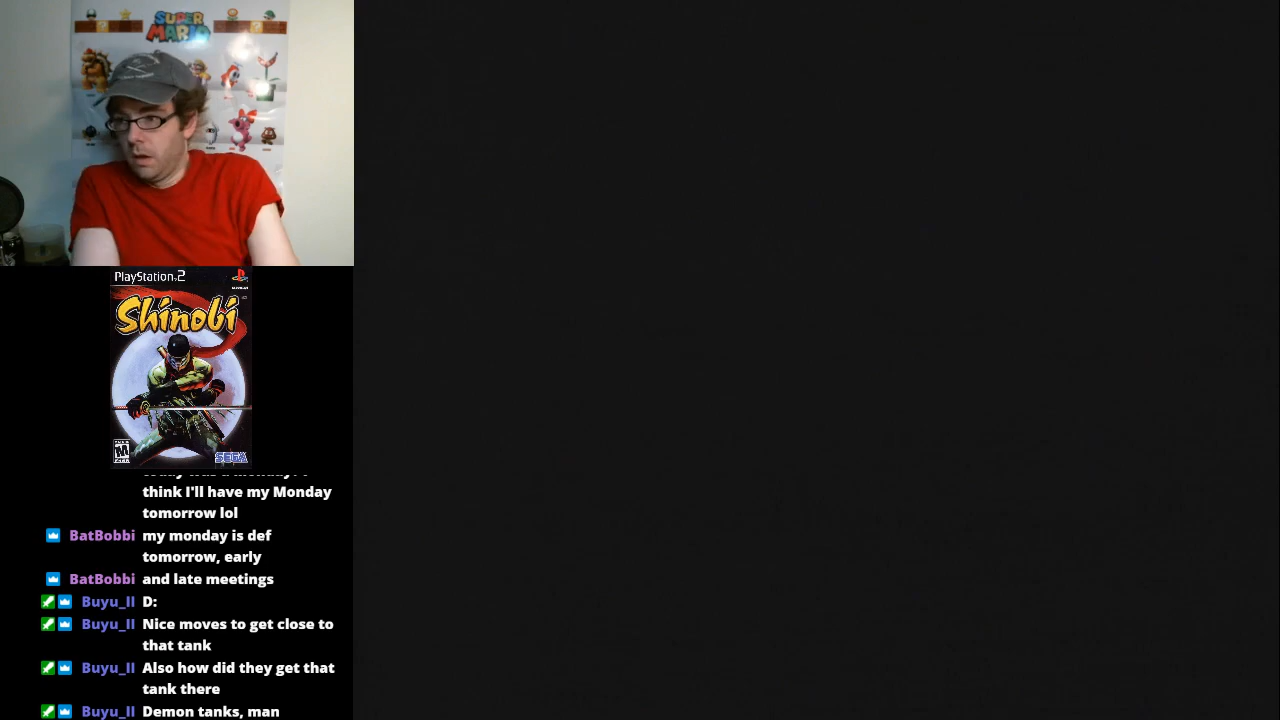 SUPER
MARIO
PlayStation 2
Shinobi
SEGA
think I'll have my Monday
tomorrow lol
BatBobbi my monday is def
tomorrow, early
BatBobbi and late meetings
Buyu_II D:
Buyu_II Nice moves to get close to
that tank
Buyu_II Also how did they get that
tank there
Buyu_II Demon tanks, man